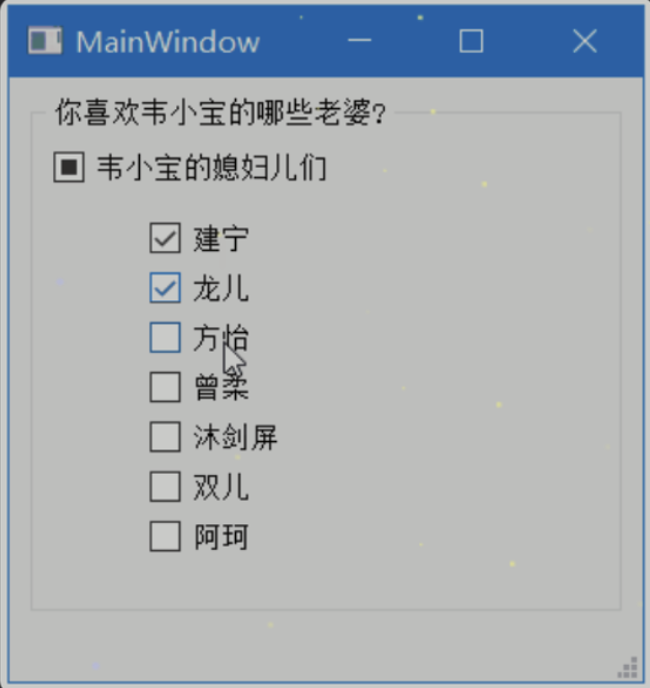 MainWindow
你喜欢韦小宝的哪些老婆?
韦小宝的媳妇儿们
建宁
龙儿
方怡
曾柔
沐剑屏
双儿
阿珂